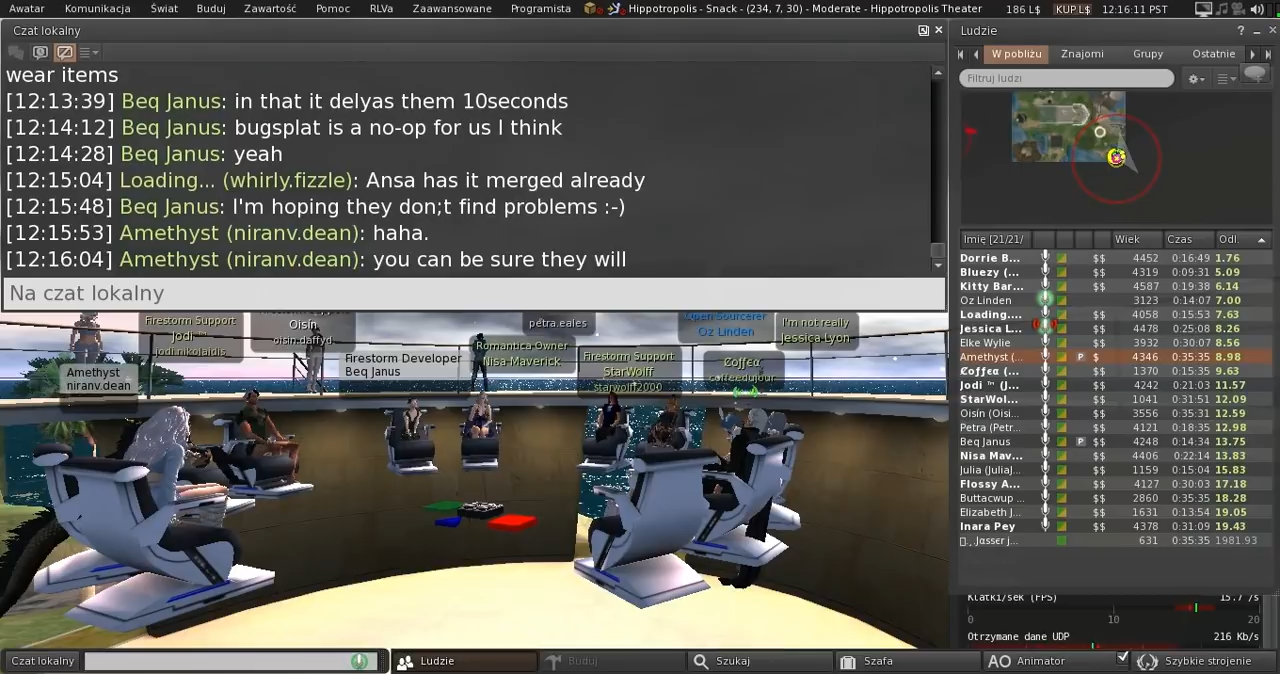 Awatar Komunikacja Świat Buduj Zawartość Pomoc RLVa Zaawansowane Programista Hippotropolis - Snack - (234, 7, 30) - Moderate - Hippotropolis Theater 186 L$ KUP L$ 12:16:11 PST
Czat lokalny
wear items
[12:13:39] Beq Janus: in that it delyas them 10seconds
[12:14:12] Beq Janus: bugsplat is a no-op for us I think
[12:14:28] Beq Janus: yeah
[12:15:04] Loading... (whirly.fizzle): Ansa has it merged already
[12:15:48] Beq Janus: I'm hoping they don;t find problems :-)
[12:15:53] Amethyst (niranv.dean): haha.
[12:16:04] Amethyst (niranv.dean): you can be sure they will
Na czat lokalny
Firestorm Support
Jodi ™
jodi.nikolaidis
Oisín
oisin.daffyd
petra.eales
Open Sourcerer
Oz Linden
I'm not really
Jessica Lyon
Amethyst
niranv.dean
Firestorm Developer
Beq Janus
Romantica Owner
Nisa Maverick
Firestorm Support
StarWolff
starwolff2000
Coffee
coffeedujour
Ludzie
W pobliżu Znajomi Grupy Ostatnie
Filtruj ludzi
Imię [21/21/ Wiek Czas Odl.
Dorrie B... $$ 4452 0:16:49 1.76
Bluezy (... $$ 4319 0:09:31 5.09
Kitty Bar... $$ 4587 0:19:38 6.14
Oz Linden 3123 0:14:07 7.00
Loading.... $$ 4058 0:15:53 7.63
Jessica L... $$ 4478 0:25:08 8.26
Elke Wylie $$ 3932 0:30:07 8.56
Amethyst (... P $ 4346 0:35:35 8.98
Coffee (... $$ 1370 0:35:35 9.63
Jodi ™ (J... $$ 4242 0:21:03 11.57
StarWol... $$ 1041 0:31:51 12.09
Oisín (Oisi... $$ 3556 0:35:31 12.59
Petra (Petr... $$ 4121 0:18:35 12.98
Beq Janus P $$ 4248 0:14:34 13.75
Nisa Mav... $$ 4406 0:22:14 13.83
Julia (JuliaJ... $$ 1159 0:15:04 15.83
Flossy A... $$ 4127 0:30:03 17.18
Buttacwup ... $$ 2860 0:35:35 18.28
Elizabeth J... $$ 1631 0:13:54 19.05
Inara Pey $$ 4378 0:31:09 19.43
631 0:35:35 1981.93
Klatki/sek (FPS) 15.7 /s
0 10 20
Otrzymane dane UDP 216 Kb/s
Czat lokalny Ludzie Buduj Szukaj Szafa AO Animator Szybkie strojenie